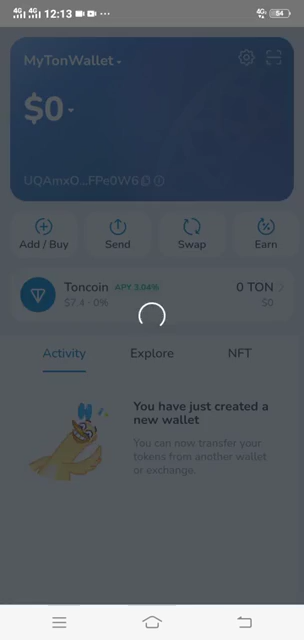 4G 4G 12:13 4G 54
MyTonWallet
$0
UQAmxO...FPe0W6
Add / Buy Send Swap Earn
Toncoin APY 3.04% 0 TON
$7.4 · 0% $0
Activity Explore NFT
You have just created a
new wallet
You can now transfer your
tokens from another wallet
or exchange.